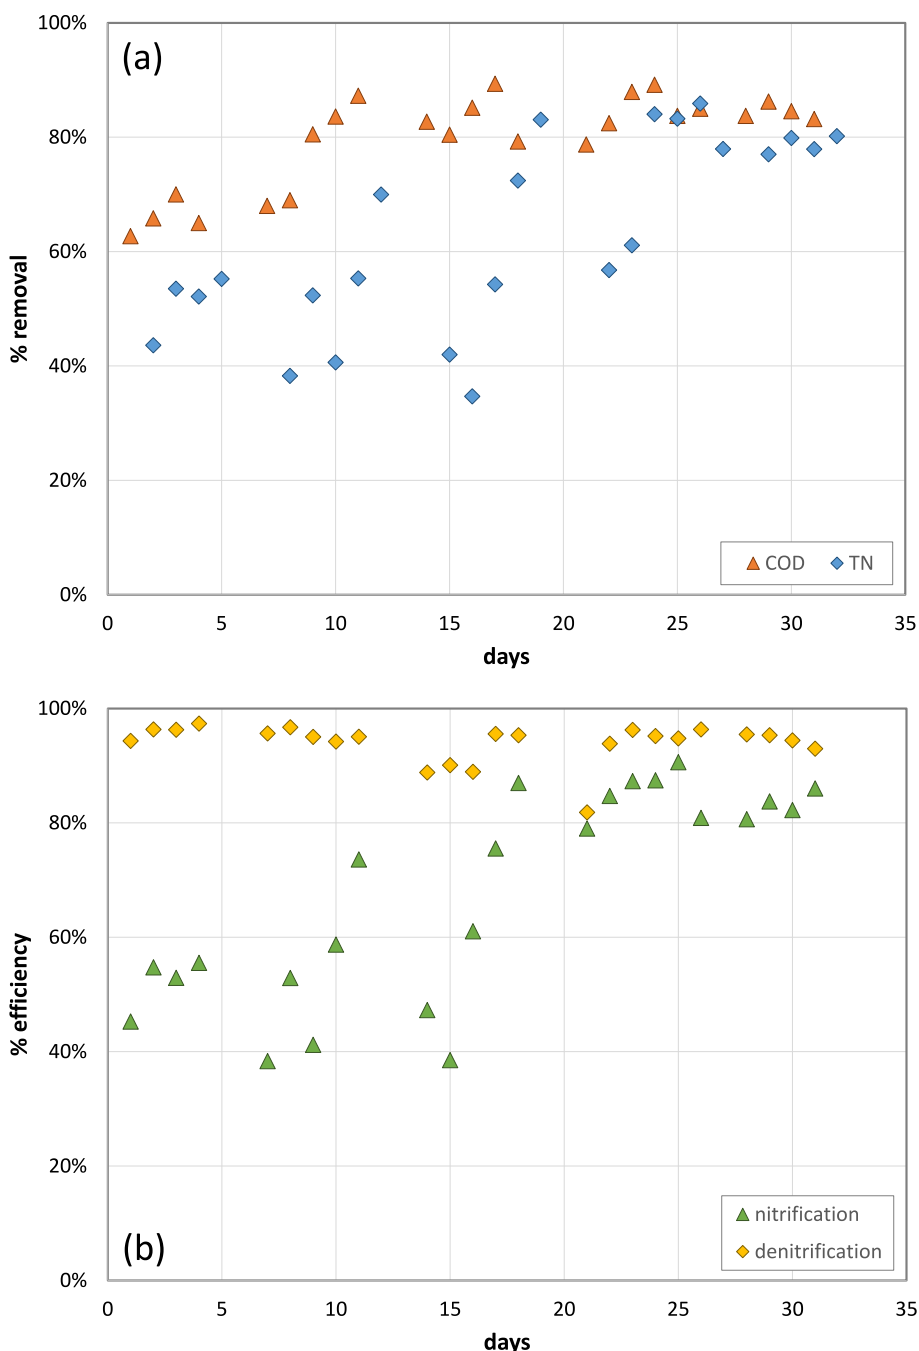 100%
(a)
80%
60%
% removal
40%
20%
COD TN
0%
0 5 10 15 20 25 30 35
days
100%
80%
60%
% efficiency
40%
20%
nitrification
(b)
denitrification
0%
0 5 10 15 20 25 30 35
days